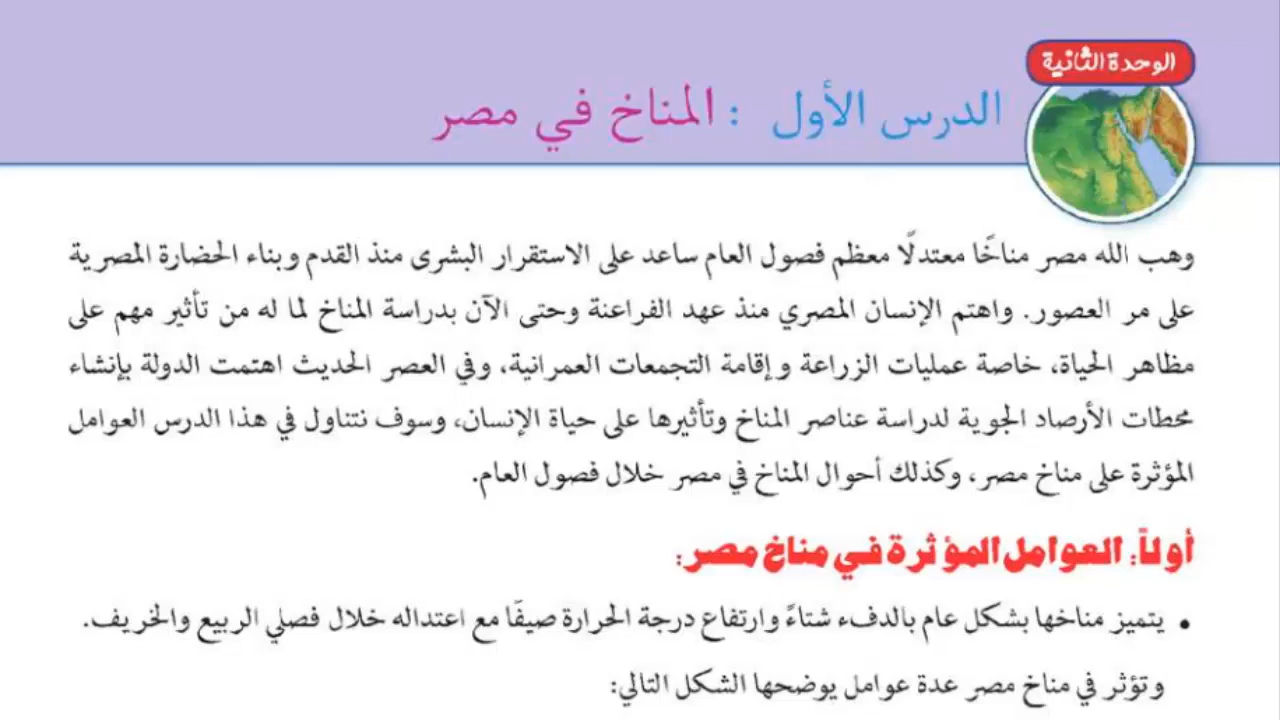 الوحدة الثانية
الدرس الأول : المناخ في مصر
وهب الله مصر مناخًا معتدلًا معظم فصول العام ساعد على الاستقرار البشرى منذ القدم وبناء الحضارة المصرية
على مر العصور. واهتم الإنسان المصري منذ عهد الفراعنة وحتى الآن بدراسة المناخ لما له من تأثير مهم على
مظاهر الحياة، خاصة عمليات الزراعة وإقامة التجمعات العمرانية، وفي العصر الحديث اهتمت الدولة بإنشاء
محطات الأرصاد الجوية لدراسة عناصر المناخ وتأثيرها على حياة الإنسان، وسوف نتناول في هذا الدرس العوامل
المؤثرة على مناخ مصر، وكذلك أحوال المناخ في مصر خلال فصول العام.
أولاً: العوامل المؤثرة في مناخ مصر:
• يتميز مناخها بشكل عام بالدفء شتاءً وارتفاع درجة الحرارة صيفًا مع اعتداله خلال فصلي الربيع والخريف.
وتؤثر في مناخ مصر عدة عوامل يوضحها الشكل التالي: